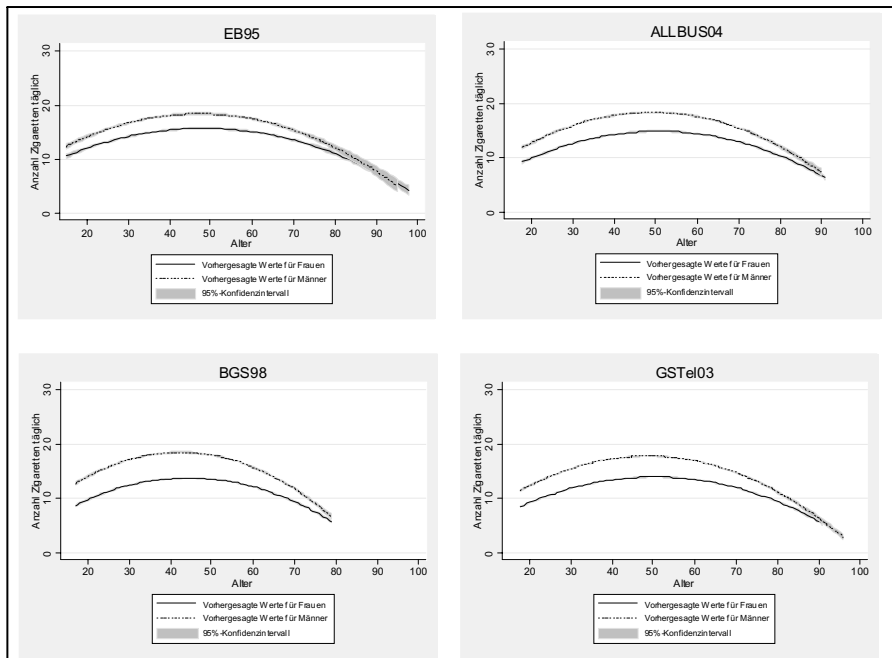 EB95
Anzahl Zigaretten täglich
30
20
10
0
20 30 40 50 60 70 80 90 100
Alter
Vorhergesagte Werte für Frauen
Vorhergesagte Werte für Männer
95%-Konfidenzintervall
ALLBUS04
Anzahl Zigaretten täglich
30
20
10
0
20 30 40 50 60 70 80 90 100
Alter
Vorhergesagte Werte für Frauen
Vorhergesagte Werte für Männer
95%-Konfidenzintervall
BGS98
Anzahl Zigaretten täglich
30
20
10
0
20 30 40 50 60 70 80 90 100
Alter
Vorhergesagte Werte für Frauen
Vorhergesagte Werte für Männer
95%-Konfidenzintervall
GSTel03
Anzahl Zigaretten täglich
30
20
10
0
20 30 40 50 60 70 80 90 100
Alter
Vorhergesagte Werte für Frauen
Vorhergesagte Werte für Männer
95%-Konfidenzintervall